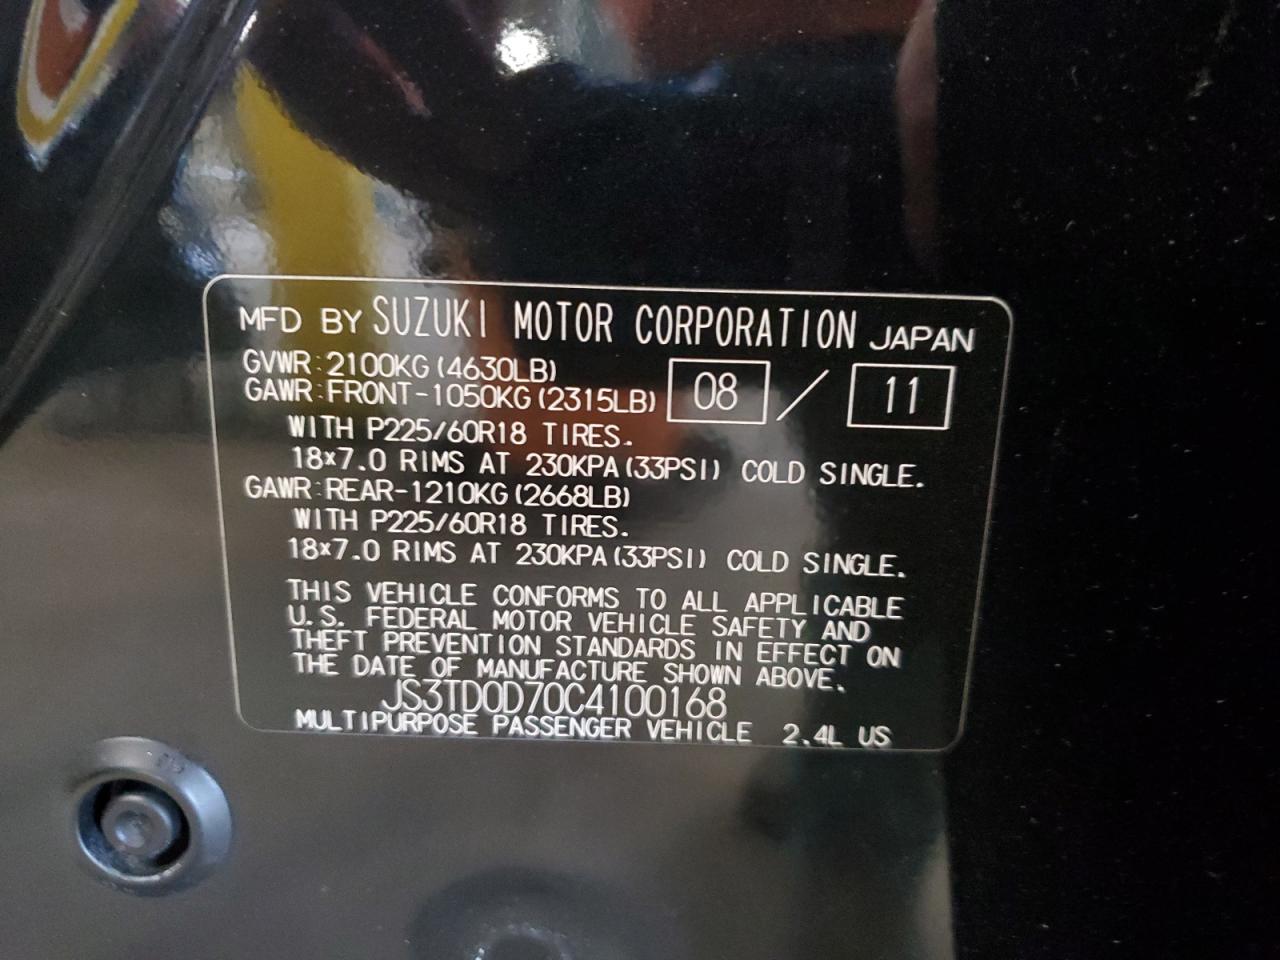 MFD BY SUZUKI MOTOR CORPORATION JAPAN
GVWR:2100KG(4630LB)
GAWR:FRONT-1050KG(2315LB) 08 / 11
WITH P225/60R18 TIRES.
18×7.0 RIMS AT 230KPA(33PSI) COLD SINGLE.
GAWR:REAR-1210KG(2668LB)
WITH P225/60R18 TIRES.
18×7.0 RIMS AT 230KPA(33PSI) COLD SINGLE.
THIS VEHICLE CONFORMS TO ALL APPLICABLE
U.S. FEDERAL MOTOR VEHICLE SAFETY AND
THEFT PREVENTION STANDARDS IN EFFECT ON
THE DATE OF MANUFACTURE SHOWN ABOVE.
JS3TD0D70C4100168
MULTIPURPOSE PASSENGER VEHICLE 2.4L US